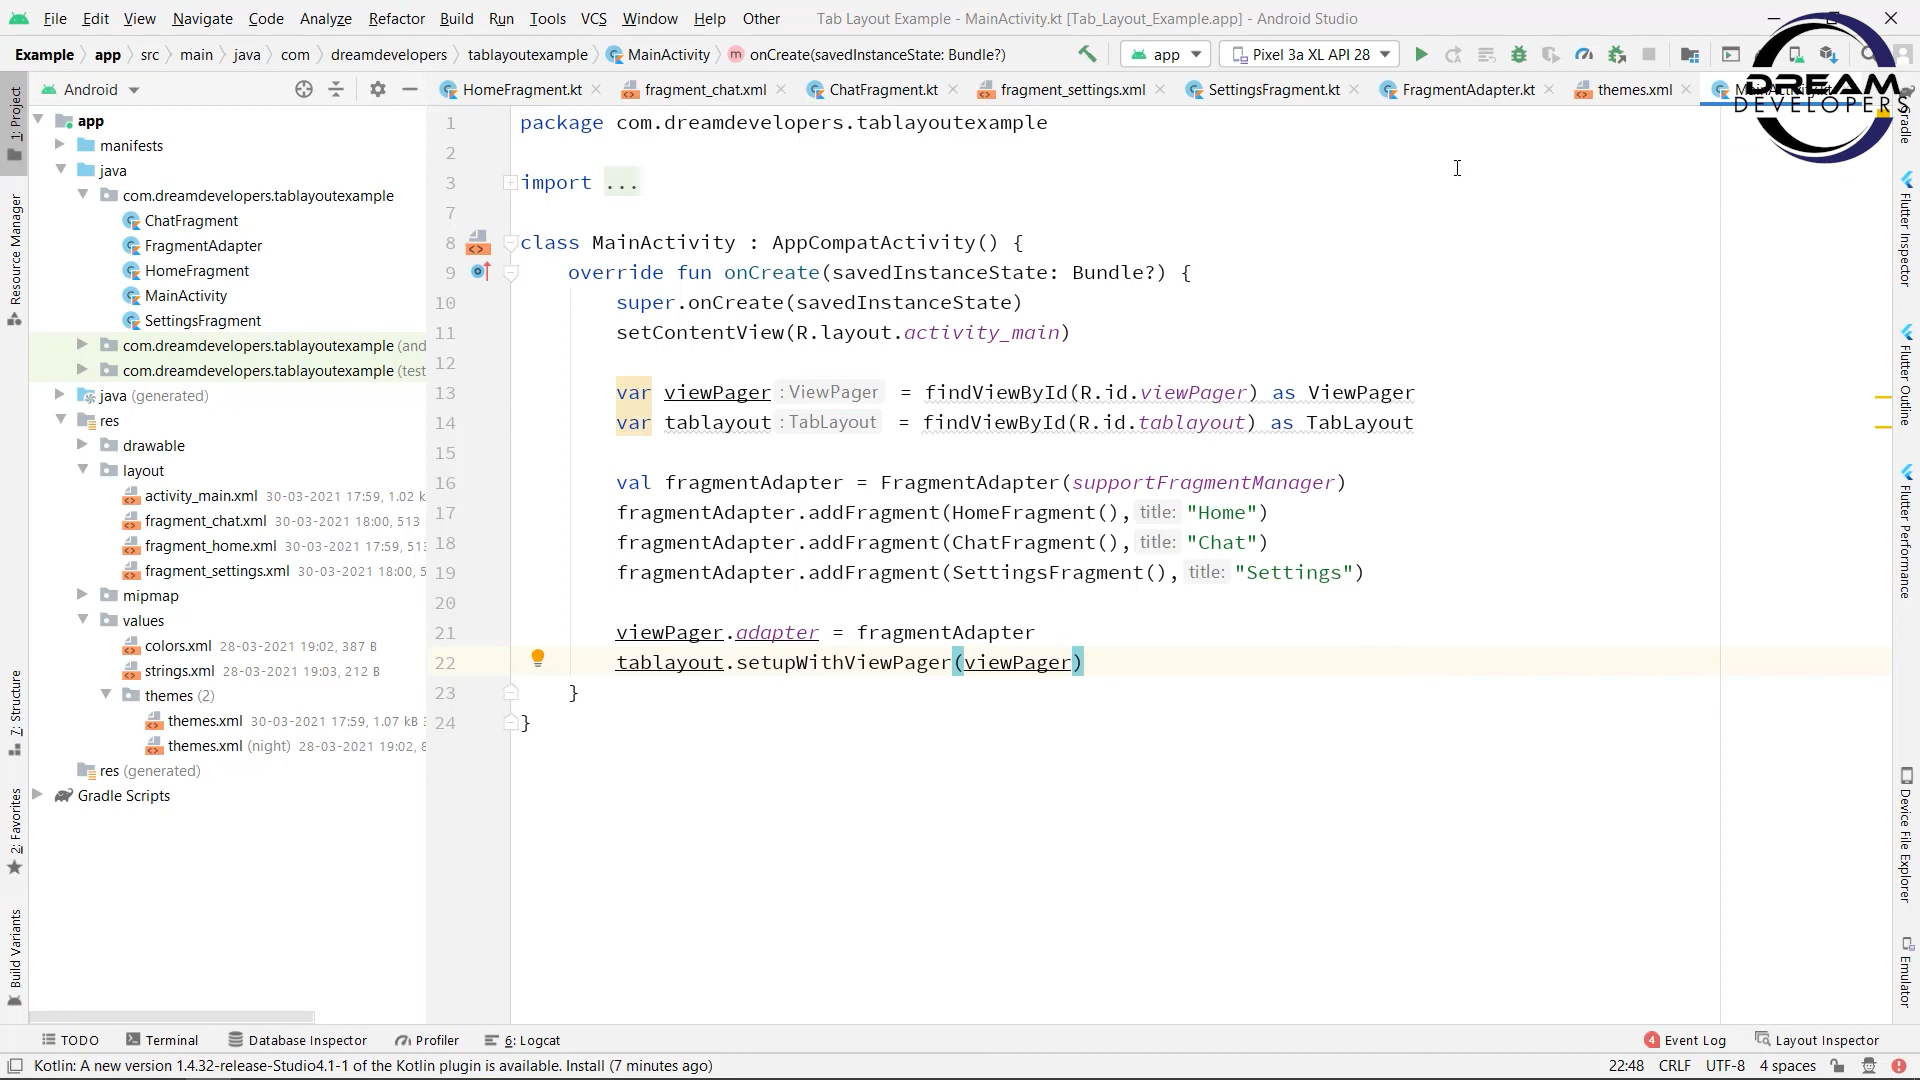 File Edit View Navigate Code Analyze Refactor Build Run Tools VCS Window Help Other Tab Layout Example - MainActivity.kt [Tab_Layout_Example.app] - Android Studio
Example app src main java com dreamdevelopers tablayoutexample MainActivity onCreate(savedInstanceState: Bundle?) app Pixel 3a XL API 28
DREAM
DEVELOPERS
Android HomeFragment.kt fragment_chat.xml ChatFragment.kt fragment_settings.xml SettingsFragment.kt FragmentAdapter.kt themes.xml MainActivity.kt
1: Project
Resource Manager
7: Structure
2: Favorites
Build Variants
app
manifests
java
com.dreamdevelopers.tablayoutexample
ChatFragment
FragmentAdapter
HomeFragment
MainActivity
SettingsFragment
com.dreamdevelopers.tablayoutexample (and
com.dreamdevelopers.tablayoutexample (test
java (generated)
res
drawable
layout
activity_main.xml 30-03-2021 17:59, 1.02 k
fragment_chat.xml 30-03-2021 18:00, 513
fragment_home.xml 30-03-2021 17:59, 513
fragment_settings.xml 30-03-2021 18:00, 5
mipmap
values
colors.xml 28-03-2021 19:02, 387 B
strings.xml 28-03-2021 19:03, 212 B
themes (2)
themes.xml 30-03-2021 17:59, 1.07 kB 3
themes.xml (night) 28-03-2021 19:02, 8
res (generated)
Gradle Scripts
1 package com.dreamdevelopers.tablayoutexample
2
3 import ...
7
8 class MainActivity : AppCompatActivity() {
9 override fun onCreate(savedInstanceState: Bundle?) {
10 super.onCreate(savedInstanceState)
11 setContentView(R.layout.activity_main)
12
13 var viewPager : ViewPager = findViewById(R.id.viewPager) as ViewPager
14 var tablayout : TabLayout = findViewById(R.id.tablayout) as TabLayout
15
16 val fragmentAdapter = FragmentAdapter(supportFragmentManager)
17 fragmentAdapter.addFragment(HomeFragment(), title: "Home")
18 fragmentAdapter.addFragment(ChatFragment(), title: "Chat")
19 fragmentAdapter.addFragment(SettingsFragment(), title: "Settings")
20
21 viewPager.adapter = fragmentAdapter
22 tablayout.setupWithViewPager(viewPager)
23 }
24 }
Gradle
Flutter Inspector
Flutter Outline
Flutter Performance
Device File Explorer
Emulator
TODO Terminal Database Inspector Profiler 6: Logcat 4 Event Log Layout Inspector
Kotlin: A new version 1.4.32-release-Studio4.1-1 of the Kotlin plugin is available. Install (7 minutes ago) 22:48 CRLF UTF-8 4 spaces